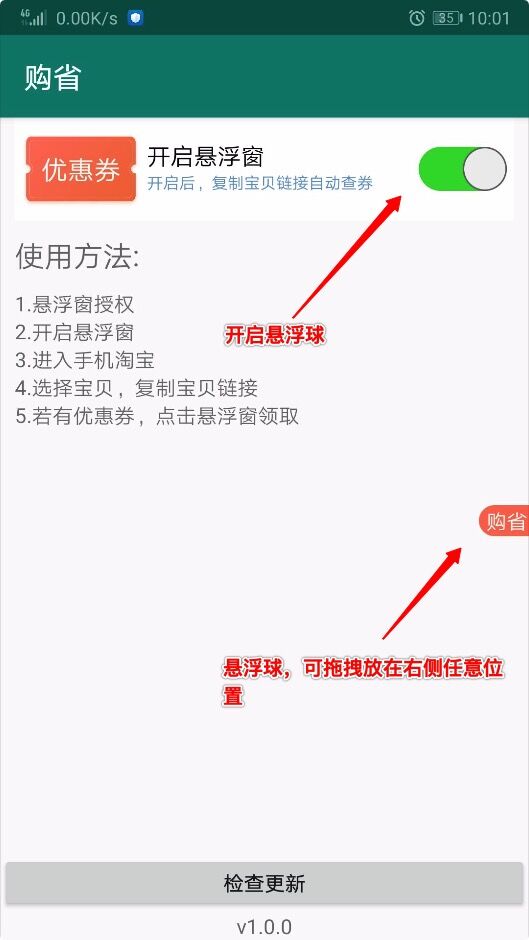 4G 0.00K/s 35 10:01
购省
优惠券
开启悬浮窗
开启后，复制宝贝链接自动查券
使用方法:
1.悬浮窗授权
开启悬浮球
2.开启悬浮窗
3.进入手机淘宝
4.选择宝贝，复制宝贝链接
5.若有优惠券，点击悬浮窗领取
购省
悬浮球，可拖拽放在右侧任意位
置
检查更新
v1.0.0